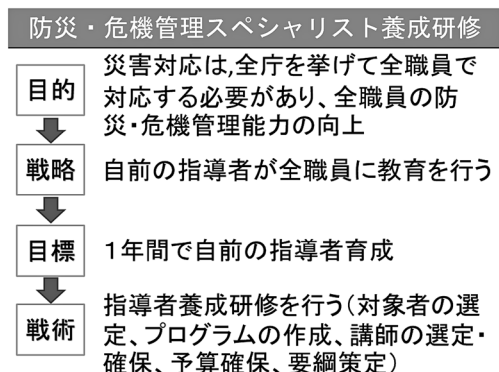 防災・危機管理スペシャリスト養成研修
目的
災害対応は,全庁を挙げて全職員で
対応する必要があり、全職員の防
災・危機管理能力の向上
戦略
自前の指導者が全職員に教育を行う
目標
１年間で自前の指導者育成
戦術
指導者養成研修を行う（対象者の選
定、プログラムの作成、講師の選定・
確保、予算確保、要綱策定）